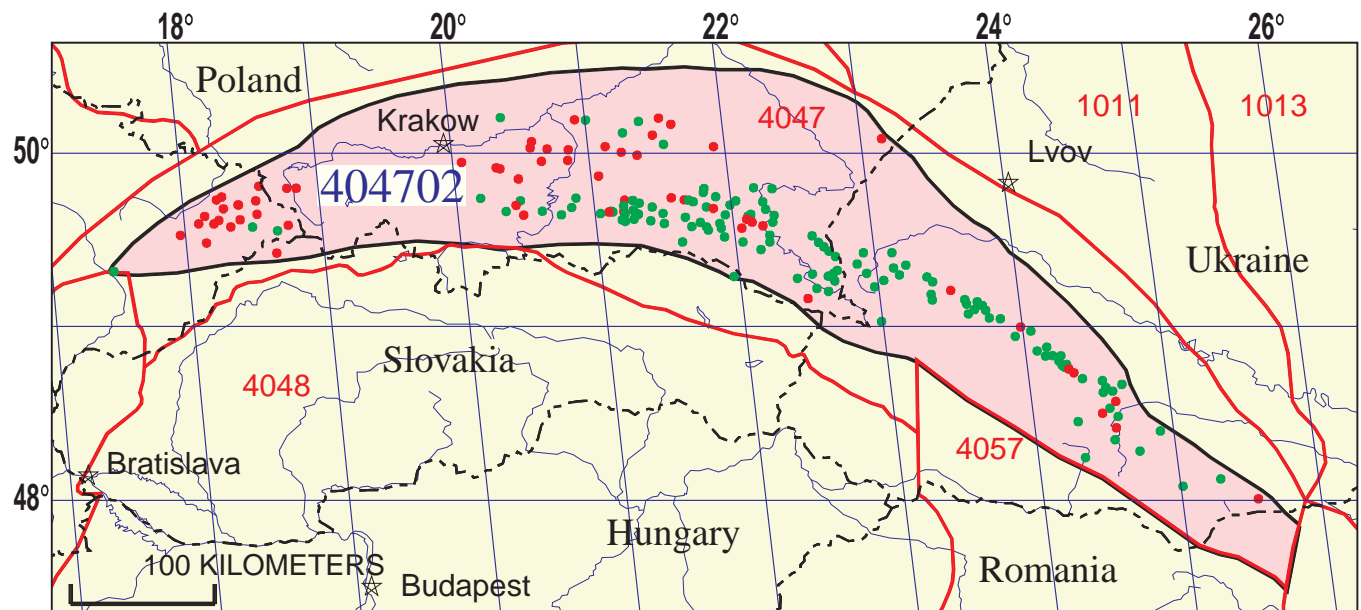 18° 20° 22° 24° 26°
Poland
4047 1011 1013
Krakow
50°
Lvov
404702
Ukraine
Slovakia
4048
4057
Bratislava
48°
Hungary
100 KILOMETERS
Romania
Budapest